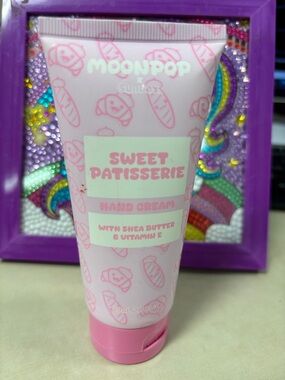 MOONPOP
SWEET
PATISSERIE
HAND CREAM
WITH SHEA BUTTER
& VITAMIN E